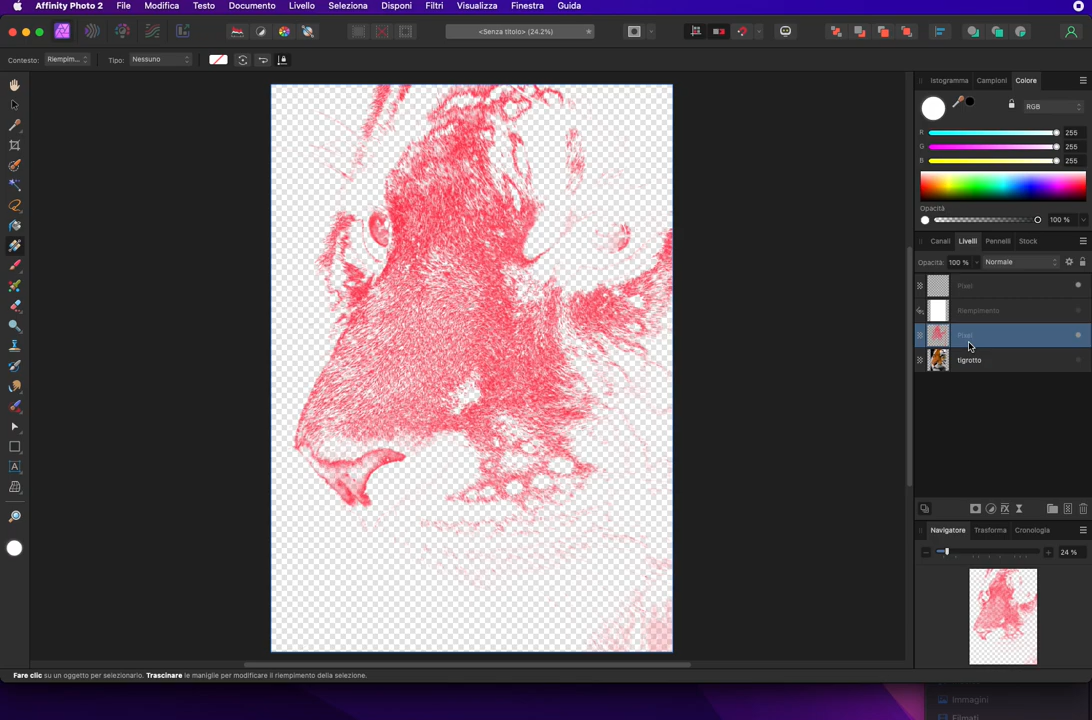 Affinity Photo 2 File Modifica Testo Documento Livello Seleziona Disponi Filtri Visualizza Finestra Guida
<Senza titolo> (24.2%)
Contesto: Riempim... Tipo: Nessuno
Istogramma Campioni Colore
RGB
R 255
G 255
B 255
Opacità
100 %
Canali Livelli Pennelli Stock
Opacità: 100 % Normale
Pixel
Riempimento
Pixel
tigrotto
Navigatore Trasforma Cronologia
24 %
Fare clic su un oggetto per selezionarlo. Trascinare le maniglie per modificare il riempimento della selezione.
Immagini
Filmati